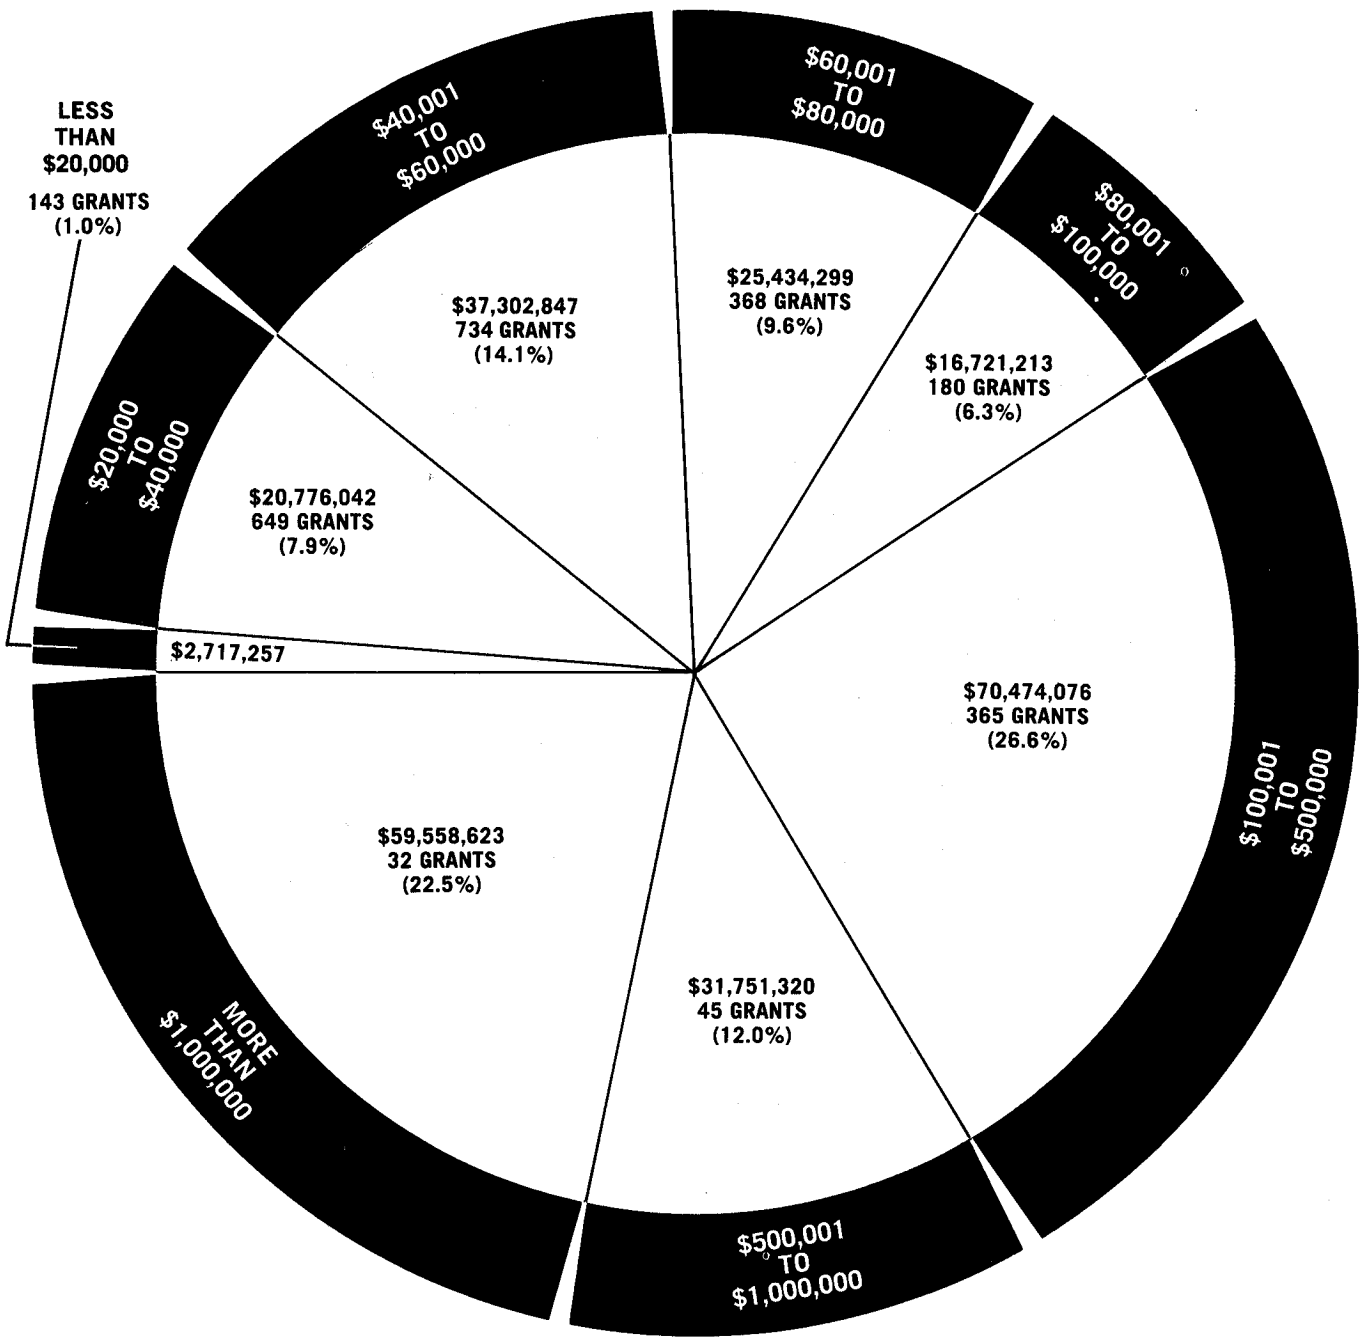 LESS
THAN
$20,000
143 GRANTS
(1.0%)
$2,717,257
$20,000
TO
$40,000
$20,776,042
649 GRANTS
(7.9%)
$40,001
TO
$60,000
$37,302,847
734 GRANTS
(14.1%)
$60,001
TO
$80,000
$25,434,299
368 GRANTS
(9.6%)
$80,001
TO
$100,000
$16,721,213
180 GRANTS
(6.3%)
$100,001
TO
$500,000
$70,474,076
365 GRANTS
(26.6%)
$500,001
TO
$1,000,000
$31,751,320
45 GRANTS
(12.0%)
MORE
THAN
$1,000,000
$59,558,623
32 GRANTS
(22.5%)